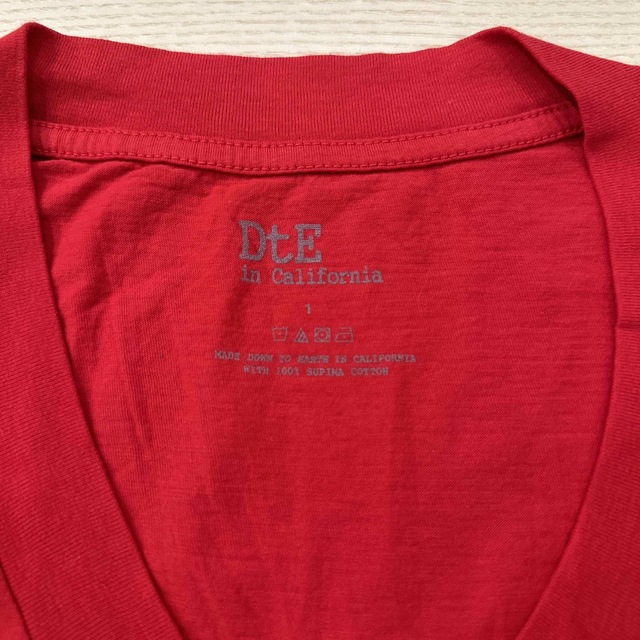 DtE
in California
1
MADE DOWN TO EARTH IN CALIFORNIA
WITH 100% SUPIMA COTTON